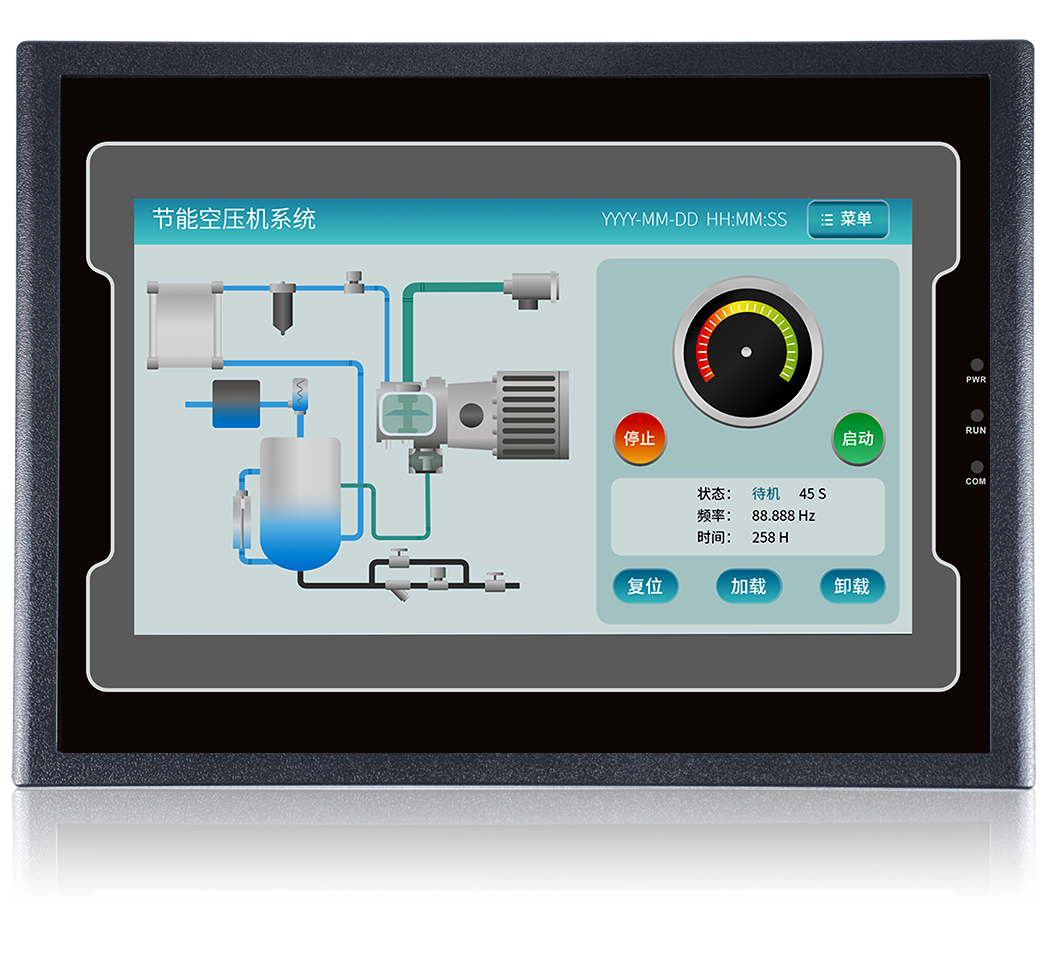 节能空压机系统
YYYY-MM-DD HH:MM:SS
菜单
停止
启动
状态： 待机 45 S
频率： 88.888 Hz
时间： 258 H
复位
加载
卸载
PWR
RUN
COM